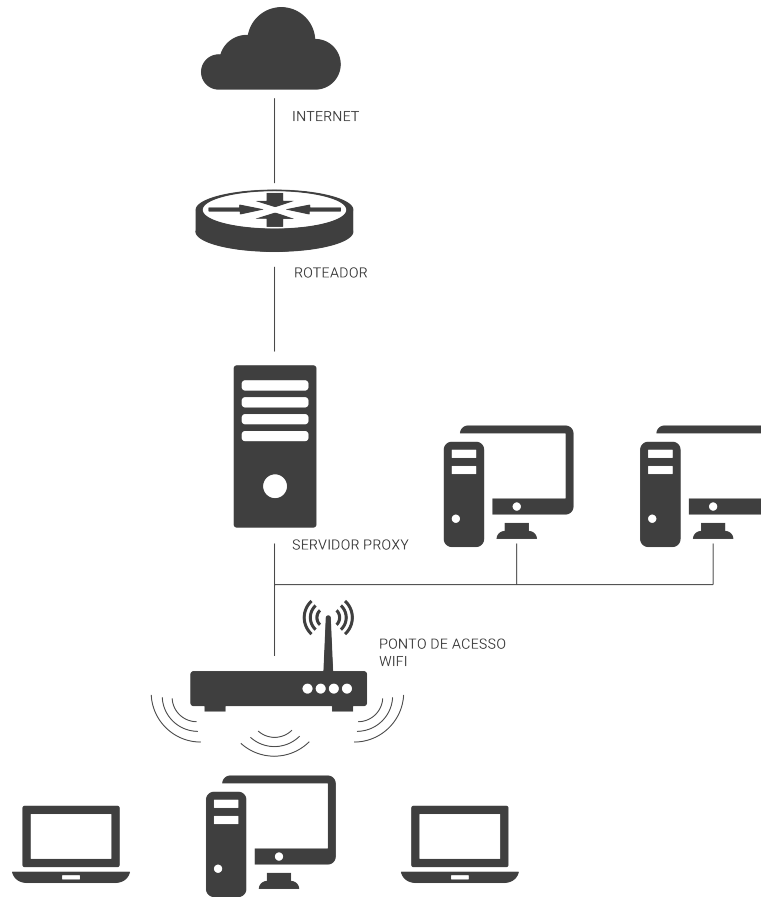 INTERNET
ROTEADOR
SERVIDOR PROXY
PONTO DE ACESSO
WIFI